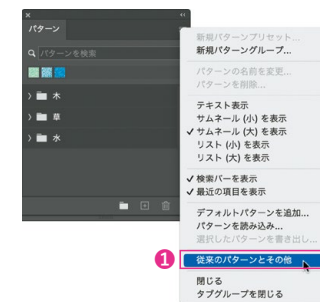 パターン
パターンを検索
木
草
水
新規パターンプリセット...
新規パターングループ...
パターンの名前を変更...
パターンを削除...
テキスト表示
サムネール (小) を表示
✓ サムネール (大) を表示
リスト (小) を表示
リスト (大) を表示
✓ 検索バーを表示
✓ 最近の項目を表示
デフォルトパターンを追加...
パターンを読み込み...
選択したパターンを書き出し...
1 従来のパターンとその他
閉じる
タブグループを閉じる